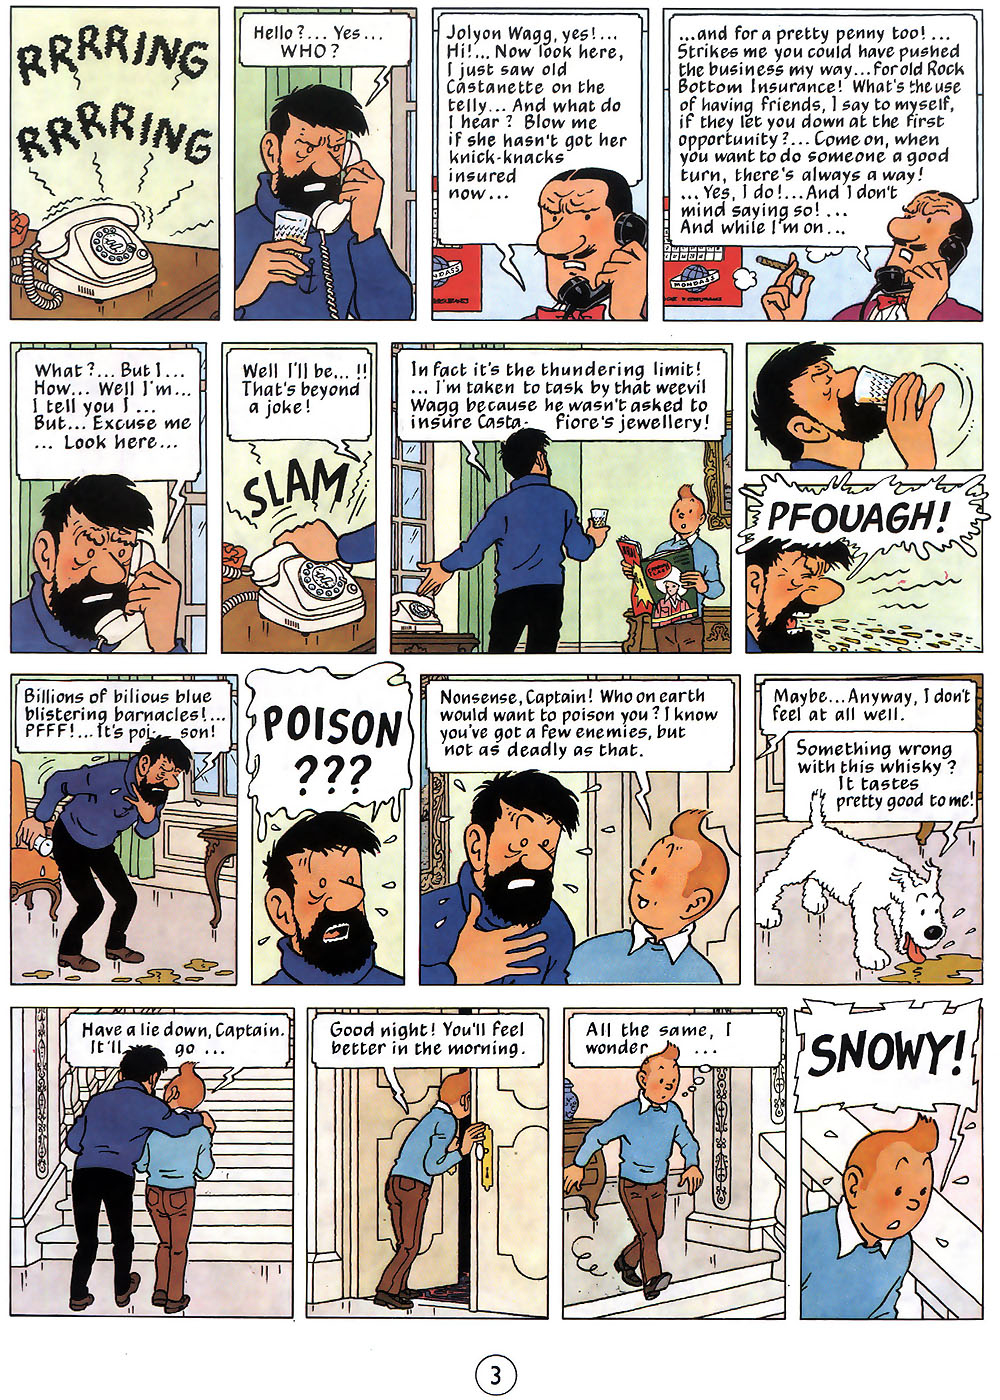 RRRRING
RRRRING
Hello?... Yes...
WHO?
Jolyon Wagg, yes!...
Hi!... Now look here,
I just saw old
Castanette on the
telly... And what do
I hear? Blow me
if she hasn't got her
knick-knacks
insured
now...
...and for a pretty penny too!...
Strikes me you could have pushed
the business my way...for old Rock
Bottom Insurance! What's the use
of having friends, I say to myself,
if they let you down at the first
opportunity?... Come on, when
you want to do someone a good
turn, there's always a way!
...Yes, I do!...And I don't
mind saying so!...
And while I'm on...
MONDASS
What?... But I...
How... Well I'm...
I tell you I ...
But... Excuse me
... Look here...
Well I'll be... !!
That's beyond
a joke!
SLAM
In fact it's the thundering limit!
... I'm taken to task by that weevil
Wagg because he wasn't asked to
insure Casta- fiore's jewellery!
PFOUAGH!
Billions of bilious blue
blistering barnacles!...
PFFF!... It's poi- son!
POISON
???
Nonsense, Captain! Who on earth
would want to poison you? I know
you've got a few enemies, but
not as deadly as that.
Maybe...Anyway, I don't
feel at all well.
Something wrong
with this whisky?
It tastes
pretty good to me!
Have a lie down, Captain.
It'll go ...
Good night! You'll feel
better in the morning.
All the same, I
wonder ...
SNOWY!
3